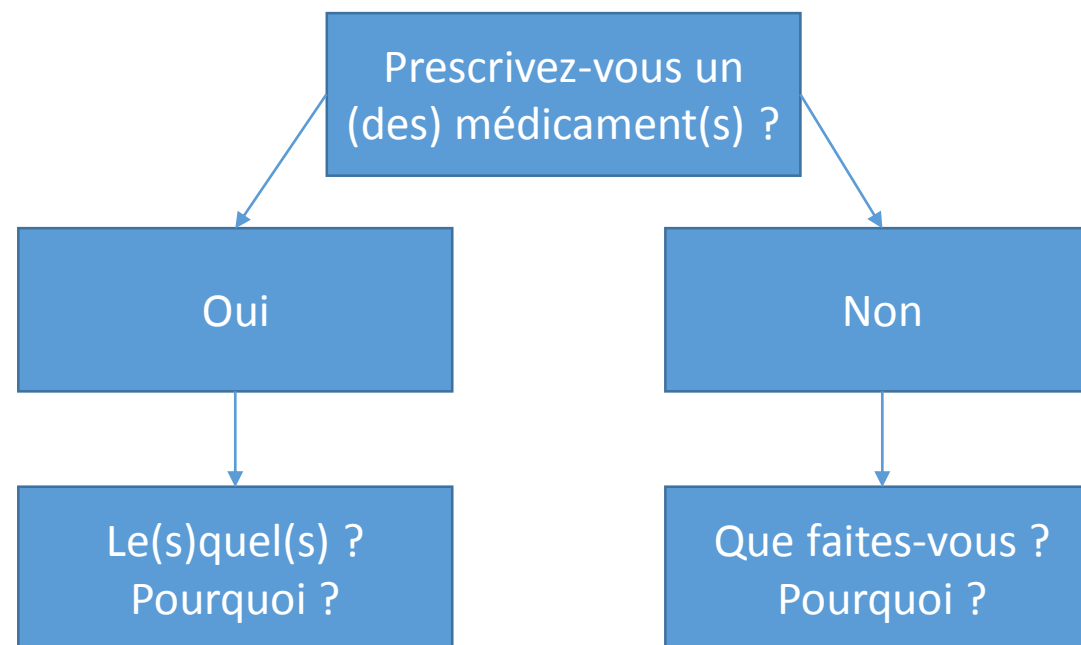 Prescrivez-vous un
(des) médicament(s) ?
Oui
Non
Le(s)quel(s) ?
Pourquoi ?
Que faites-vous ?
Pourquoi ?